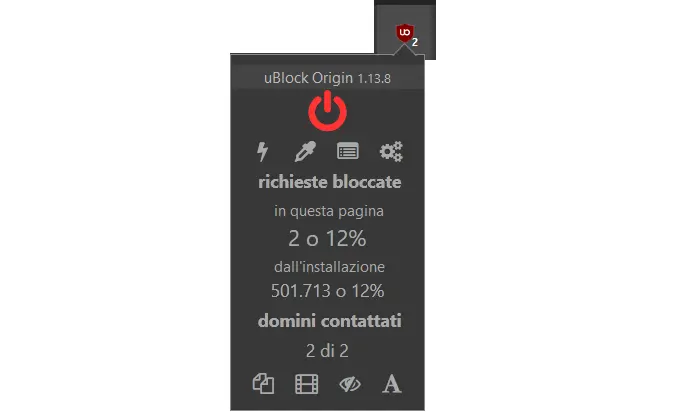 uo
2
uBlock Origin 1.13.8
richieste bloccate
in questa pagina
2 o 12%
dall'installazione
501.713 o 12%
domini contattati
2 di 2
A